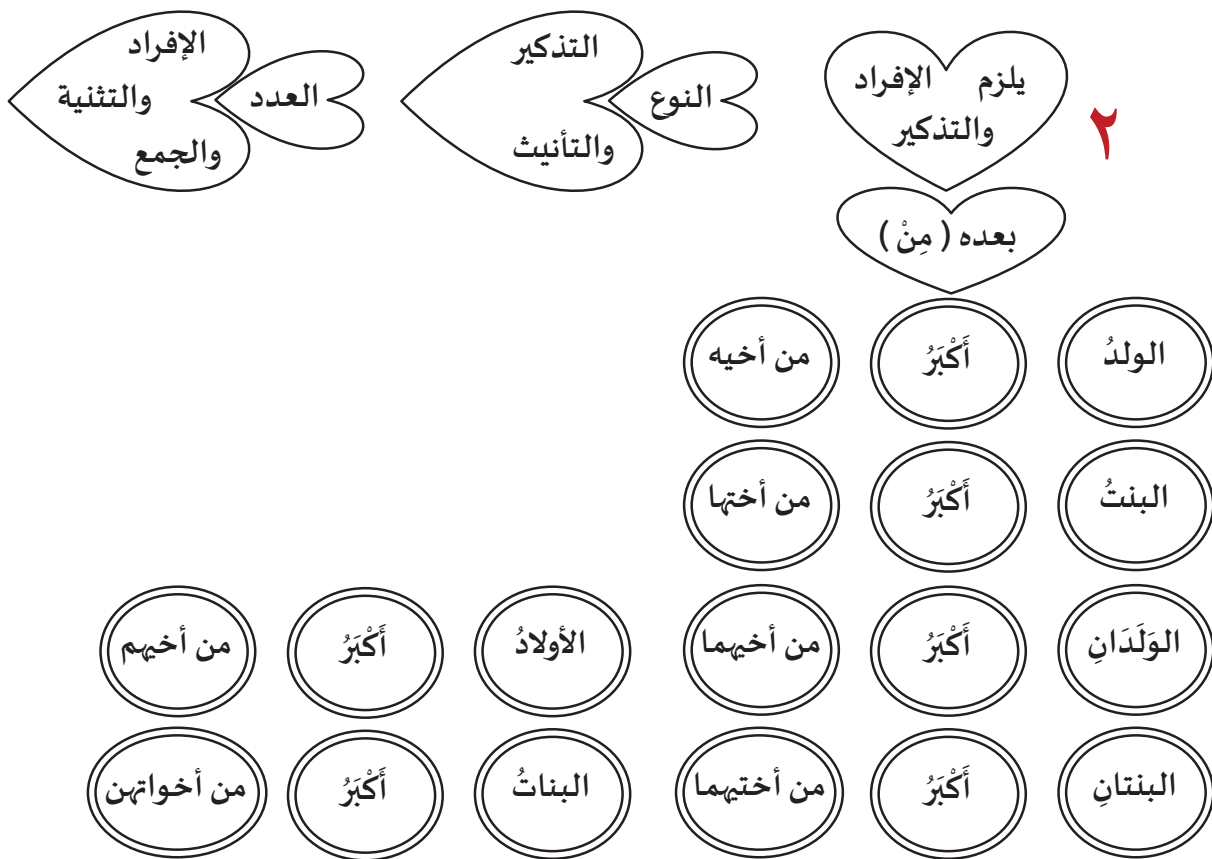 ٢
يلزم الإفراد
والتذكير
بعده ( مِنْ )
النوع
التذكير
والتأنيث
العدد
الإفراد
والتثنية
والجمع
الولدُ أَكْبَرُ من أخيه
البنتُ أَكْبَرُ من أختها
الوَلَدَانِ أَكْبَرُ من أخيهما الأولادُ أَكْبَرُ من أخيهم
البنتانِ أَكْبَرُ من أختيهما البناتُ أَكْبَرُ من أخواتهن